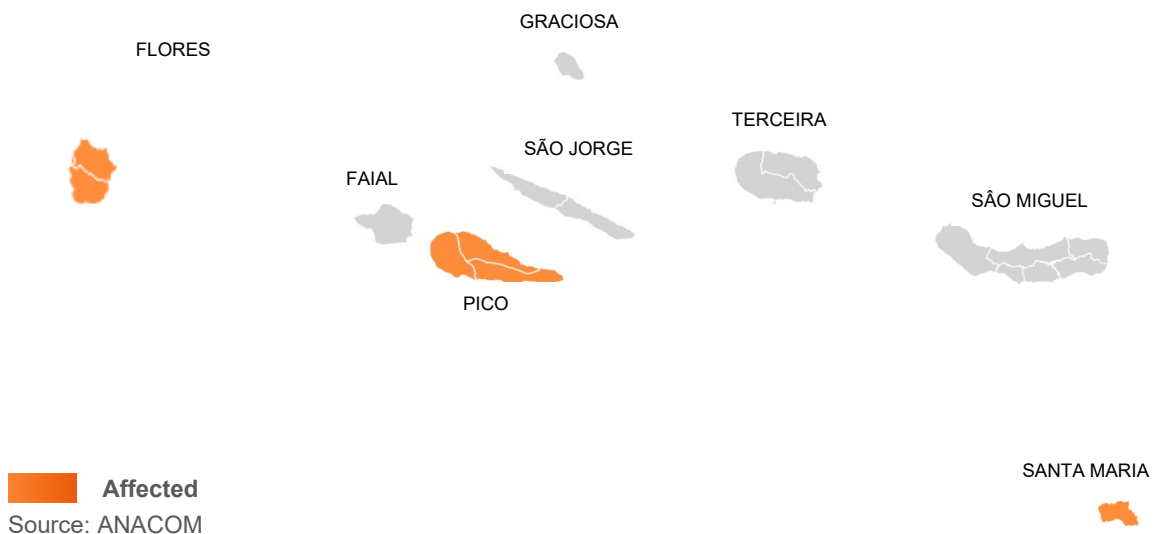 GRACIOSA
FLORES
TERCEIRA
SÃO JORGE
FAIAL
SÂO MIGUEL
PICO
SANTA MARIA
Affected
Source: ANACOM